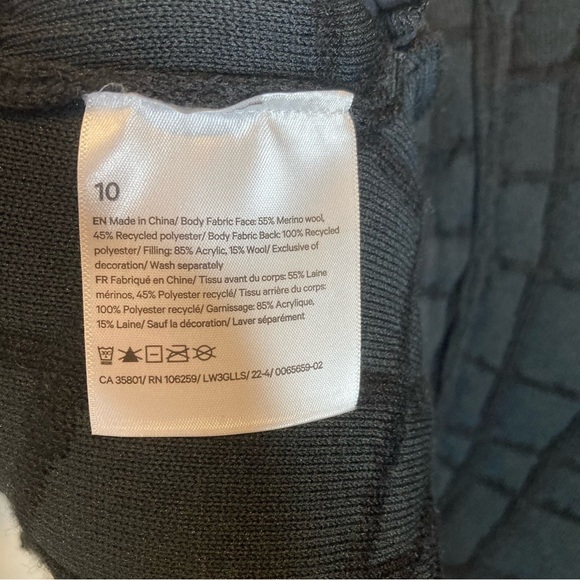 10
EN Made in China/ Body Fabric Face: 55% Merino wool,
45% Recycled polyester/ Body Fabric Back: 100% Recycled
polyester/ Filling: 85% Acrylic, 15% Wool/ Exclusive of
decoration/ Wash separately
FR Fabriqué en Chine/ Tissu avant du corps: 55% Laine
mérinos, 45% Polyester recyclé/ Tissu arrière du corps:
100% Polyester recyclé/ Garnissage: 85% Acrylique,
15% Laine/ Sauf la décoration/ Laver séparément
CA 35801/ RN 106259/ LW3GLLS/ 22-4/ 0065659-02